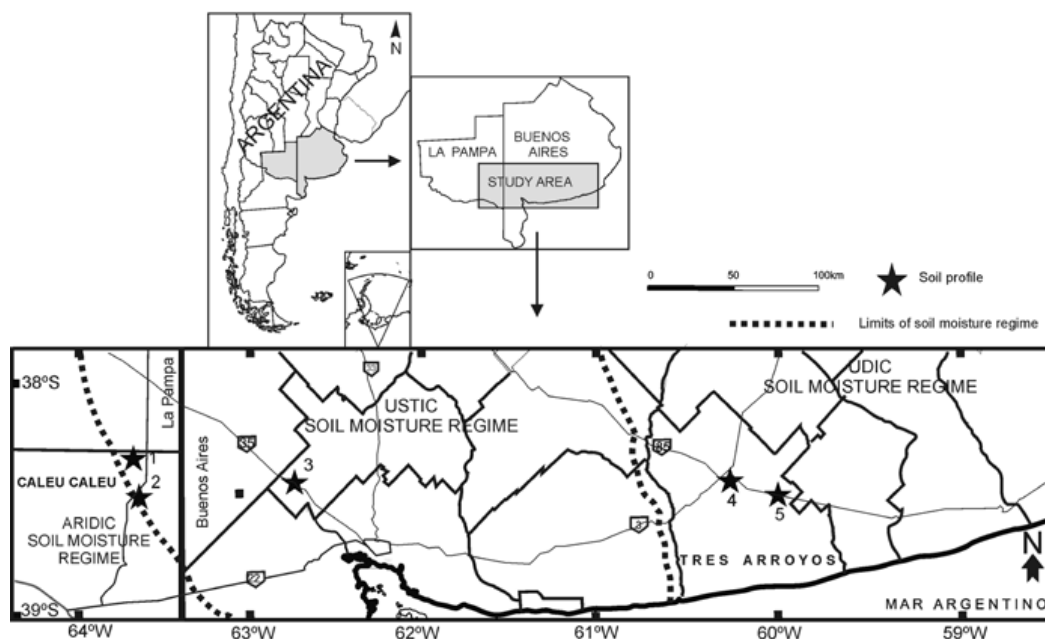 N
ARGENTINA
LA PAMPA
BUENOS
AIRES
STUDY AREA
0 50 100km
Soil profile
Limits of soil moisture regime
38ºS
La Pampa
35
33
USTIC
SOIL MOISTURE REGIME
UDIC
SOIL MOISTURE REGIME
85
1
CALEU CALEU
2
Buenos Aires
3
4
5
ARIDIC
SOIL MOISTURE
REGIME
3
22
TRES ARROYOS
N
MAR ARGENTINO
39ºS
64ºW 63ºW 62ºW 61ºW 60ºW 59ºW